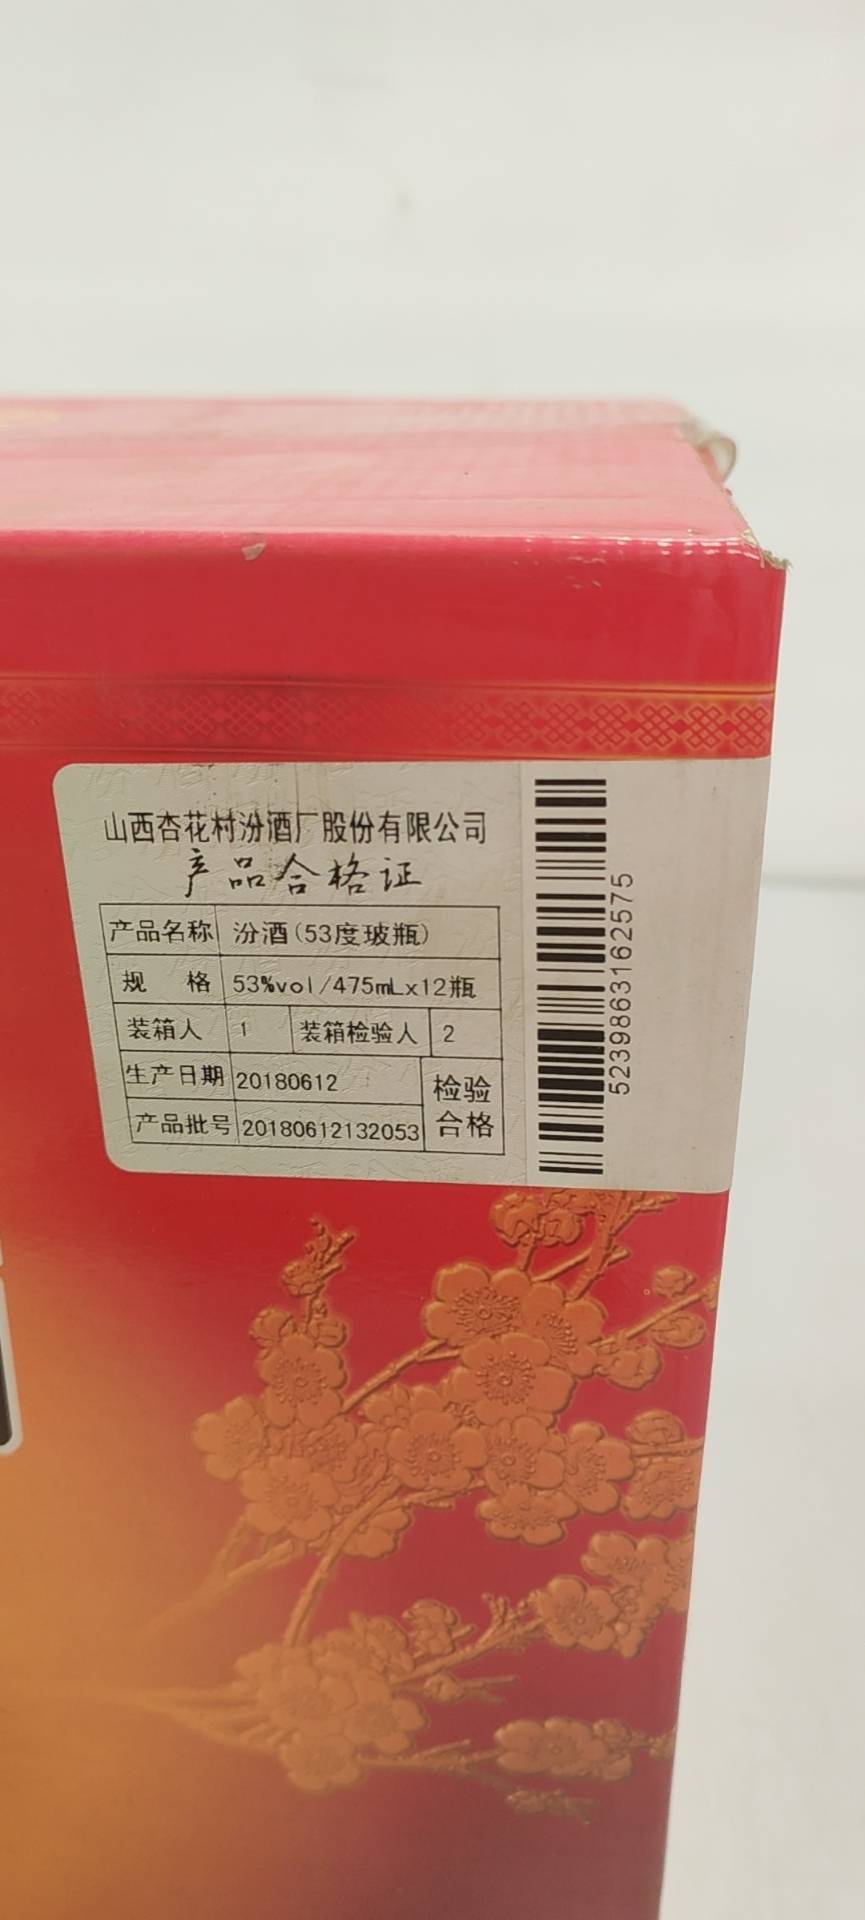 山西杏花村汾酒厂股份有限公司
产品合格证
产品名称 汾酒(53度玻瓶)
规 格 53%vol/475mLx12瓶
装箱人 1 装箱检验人 2
生产日期 20180612 检验
产品批号 20180612132053 合格
5239863162575